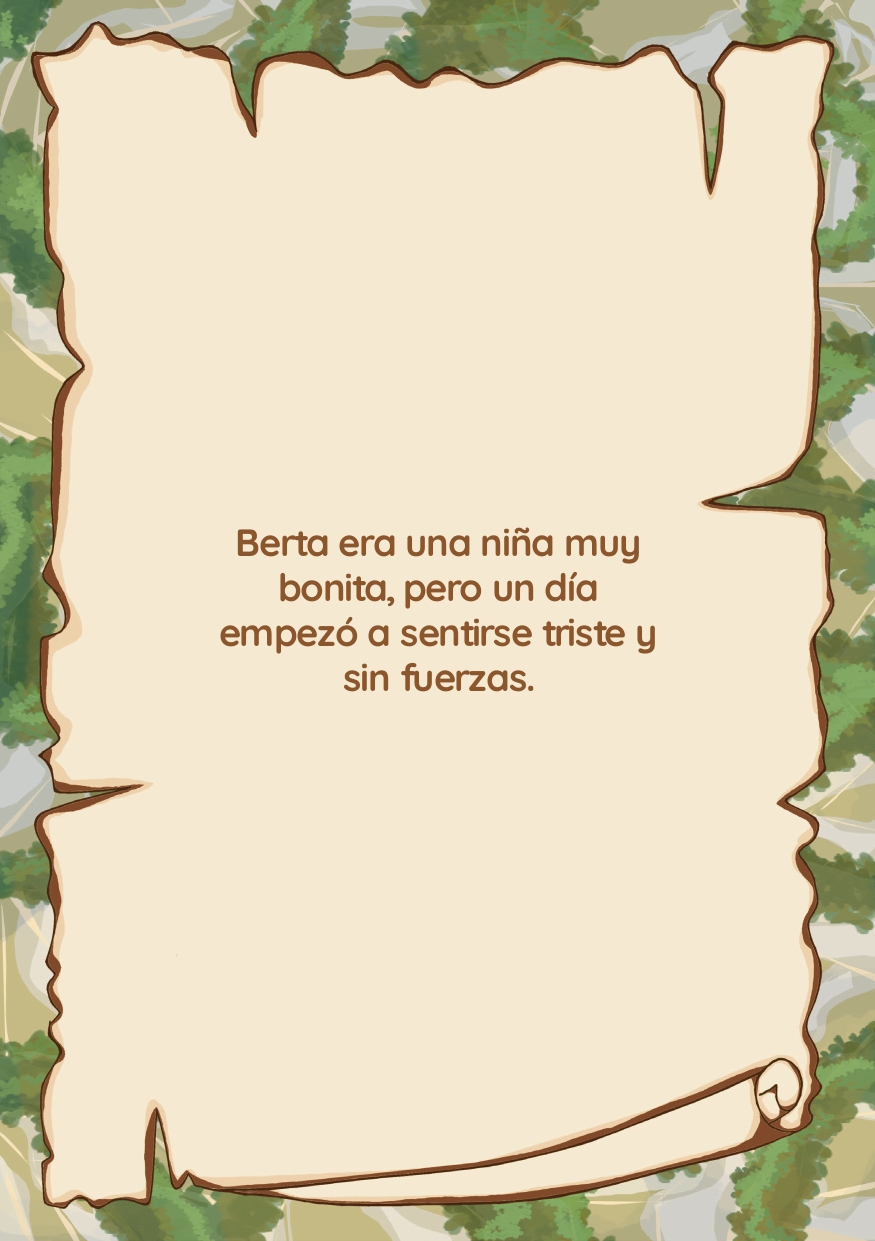 Berta era una niña muy
bonita, pero un día
empezó a sentirse triste y
sin fuerzas.